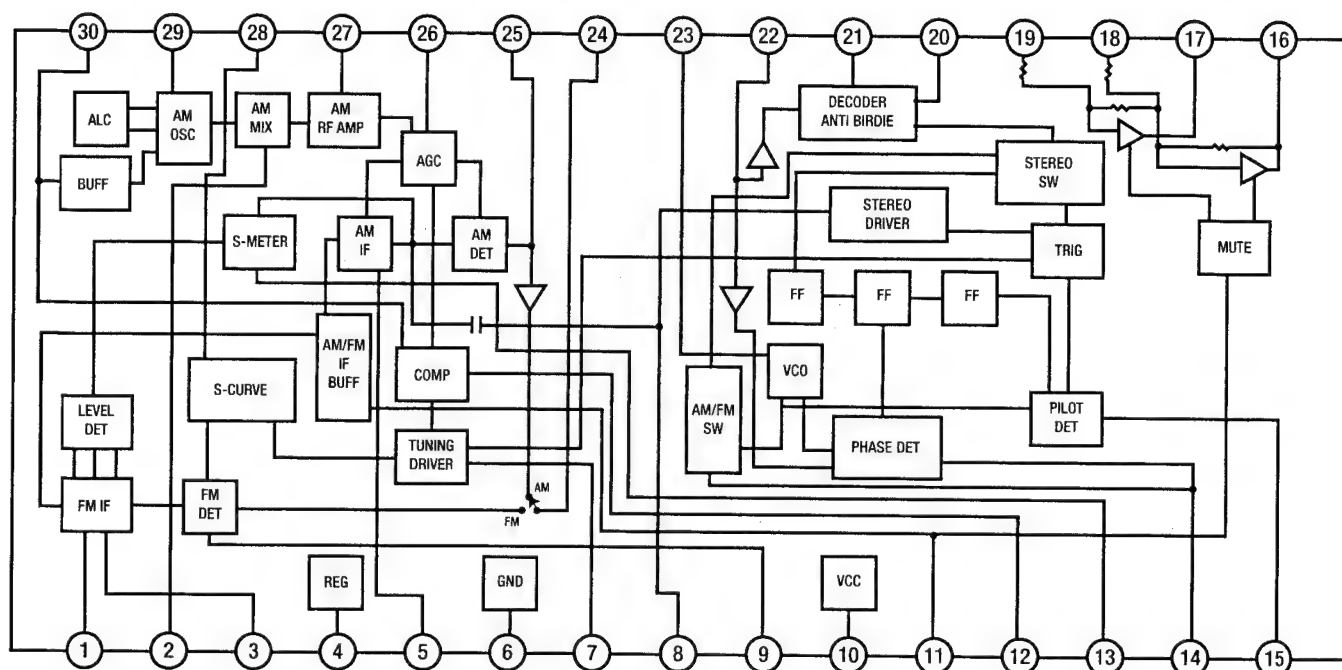 30 29 28 27 26 25 24 23 22 21 20 19 18 17 16
ALC
AM
OSC
AM
MIX
AM
RF AMP
DECODER
ANTI BIRDIE
BUFF
AGC
STEREO
SW
S-METER
AM
IF
AM
DET
STEREO
DRIVER
TRIG
MUTE
FF
FF
FF
AM/FM
IF
BUFF
COMP
S-CURVE
VCO
AM/FM
SW
PILOT
DET
LEVEL
DET
TUNING
DRIVER
PHASE DET
FM IF
FM
DET
AM
FM
REG
GND
VCC
1 2 3 4 5 6 7 8 9 10 11 12 13 14 15